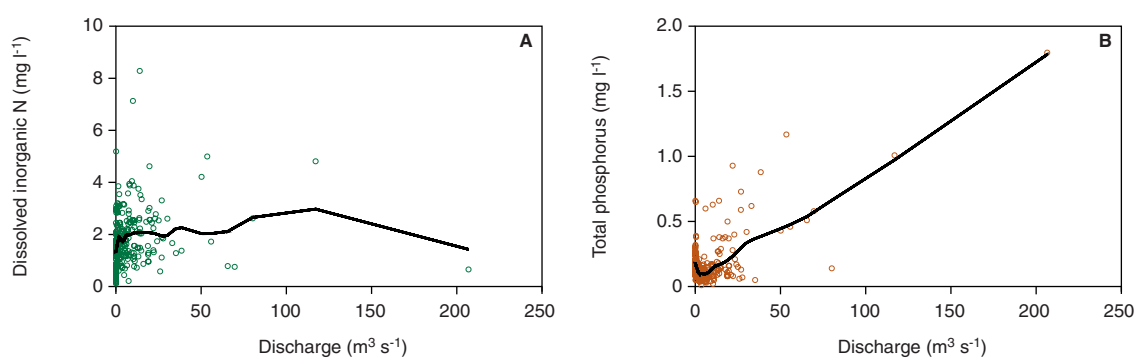 A
Dissolved inorganic N (mg l-1)
10
8
6
4
2
0
0 50 100 150 200 250
Discharge (m3 s-1)
B
Total phosphorus (mg l-1)
2.0
1.5
1.0
0.5
0
0 50 100 150 200 250
Discharge (m3 s-1)